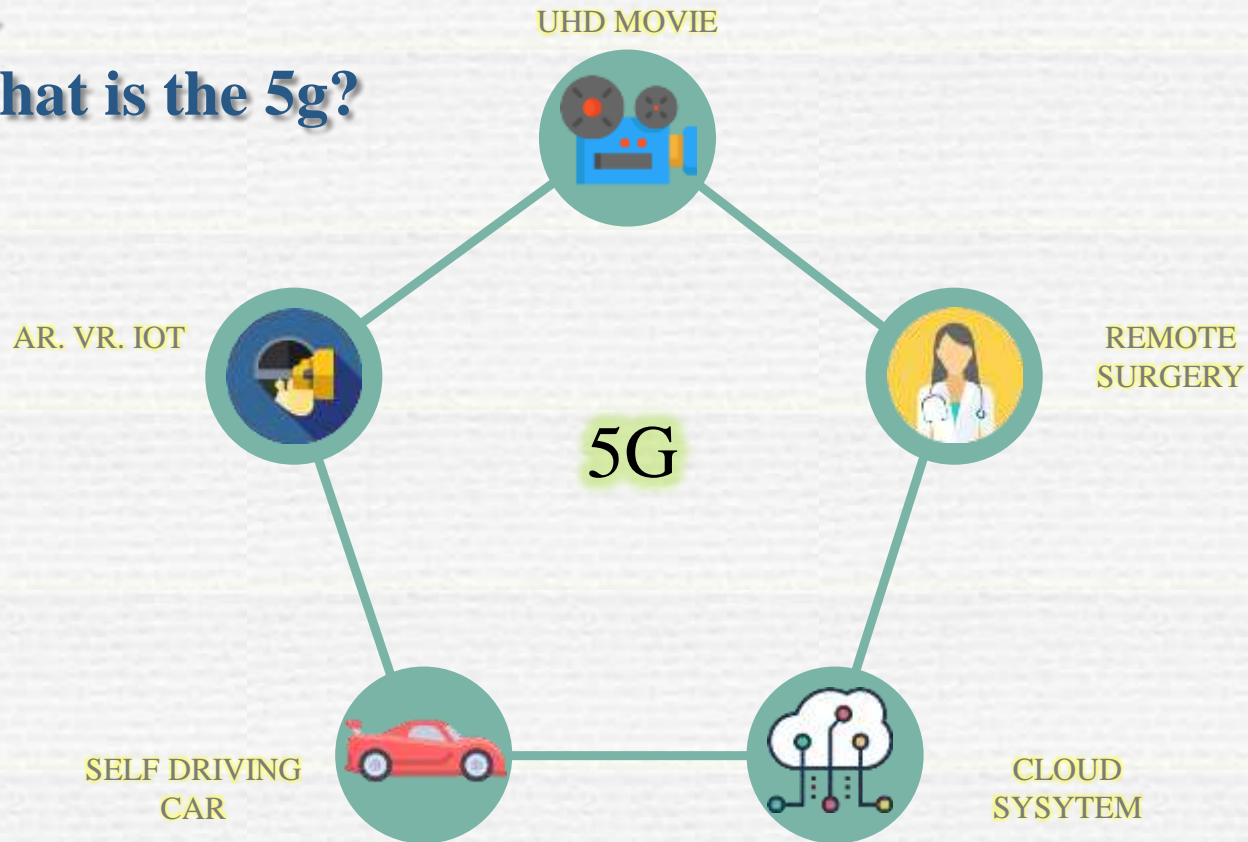 UHD MOVIE
hat is the 5g?
AR. VR. IOT
REMOTE
SURGERY
5G
SELF DRIVING
CAR
CLOUD
SYSYTEM